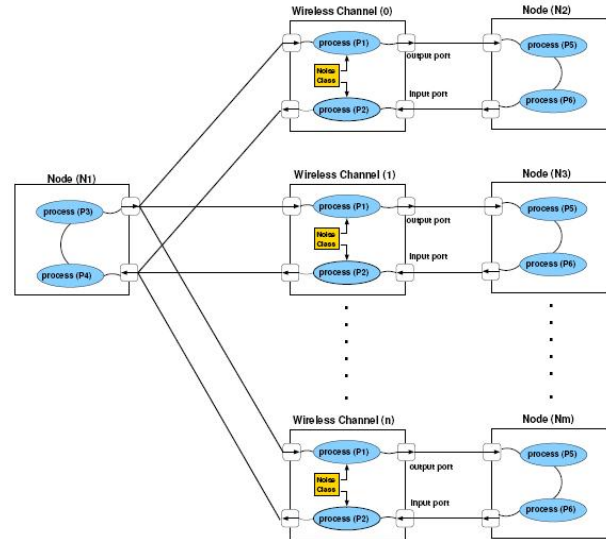 Wireless Channel (0)
Node (N2)
process (P1)
output port
process (P5)
Noise
Class
Input port
process (P2)
process (P6)
Node (N1)
Wireless Channel (1)
Node (N3)
process (P3)
process (P1)
output port
process (P5)
Noise
Class
Input port
process (P4)
process (P2)
process (P6)
Wireless Channel (n)
Node (Nm)
process (P1)
output port
process (P5)
Noise
Class
Input port
process (P2)
process (P6)